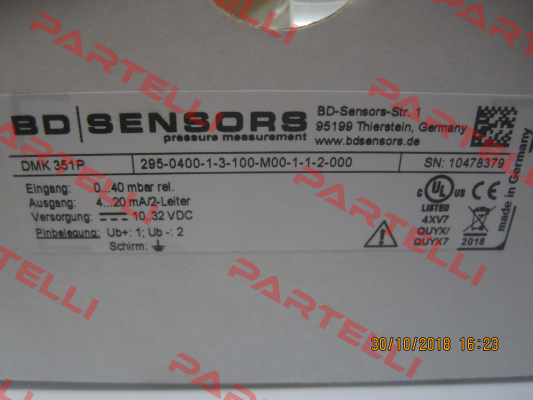 BD|SENSORS
pressure measurement
BD-Sensors-Str. 1
95199 Thierstein, Germany
www.bdsensors.de
DMK 351P
295-0400-1-3-100-M00-1-1-2-000
SN: 10478379
Eingang: 0...40 mbar rel.
Ausgang: 4...20 mA/2-Leiter
Versorgung: 10..32 VDC
Pinbelegung: Ub+: 1; Ub -: 2
Schirm:
C UL US
LISTED
4XV7
QUYX/
QUYX7
CE
2018
made in Germany
PARTELLI
PARTELLI
PARTELLI
PARTELLI
PARTELLI
30/10/2018 16:23